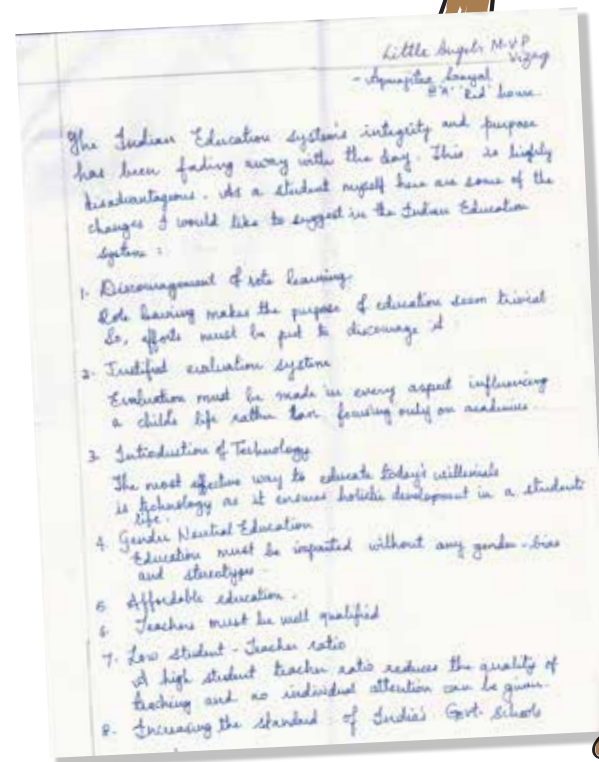 Little Angels M.V.P
Vizag
- Aparajitaa Sanyal
8'A' 'Red' house.
The Indian Education system's integrity and purpose
has been fading away with the day. This is highly
disadvantageous. As a student myself here are some of the
changes I would like to suggest in the Indian Education
system :
1. Discouragement of rote learning
Rote learning makes the purpose of education seem trivial
So, efforts must be put to discourage it.
2. Justified evaluation system
Evaluation must be made in every aspect influencing
a child's life rather than focusing only on academics.
3. Introduction of Technology
The most effective way to educate today's millenials
is technology as it ensures holistic development in a students
life.
4. Gender Neutral Education
Education must be imparted without any gender-bias
and stereotypes.
5. Affordable education.
6. Teachers must be well qualified
7. Low Student - Teacher ratio
A high student teacher ratio reduces the quality of
teaching and no individual attention can be given.
8. Increasing the standard of India's Govt. Schools